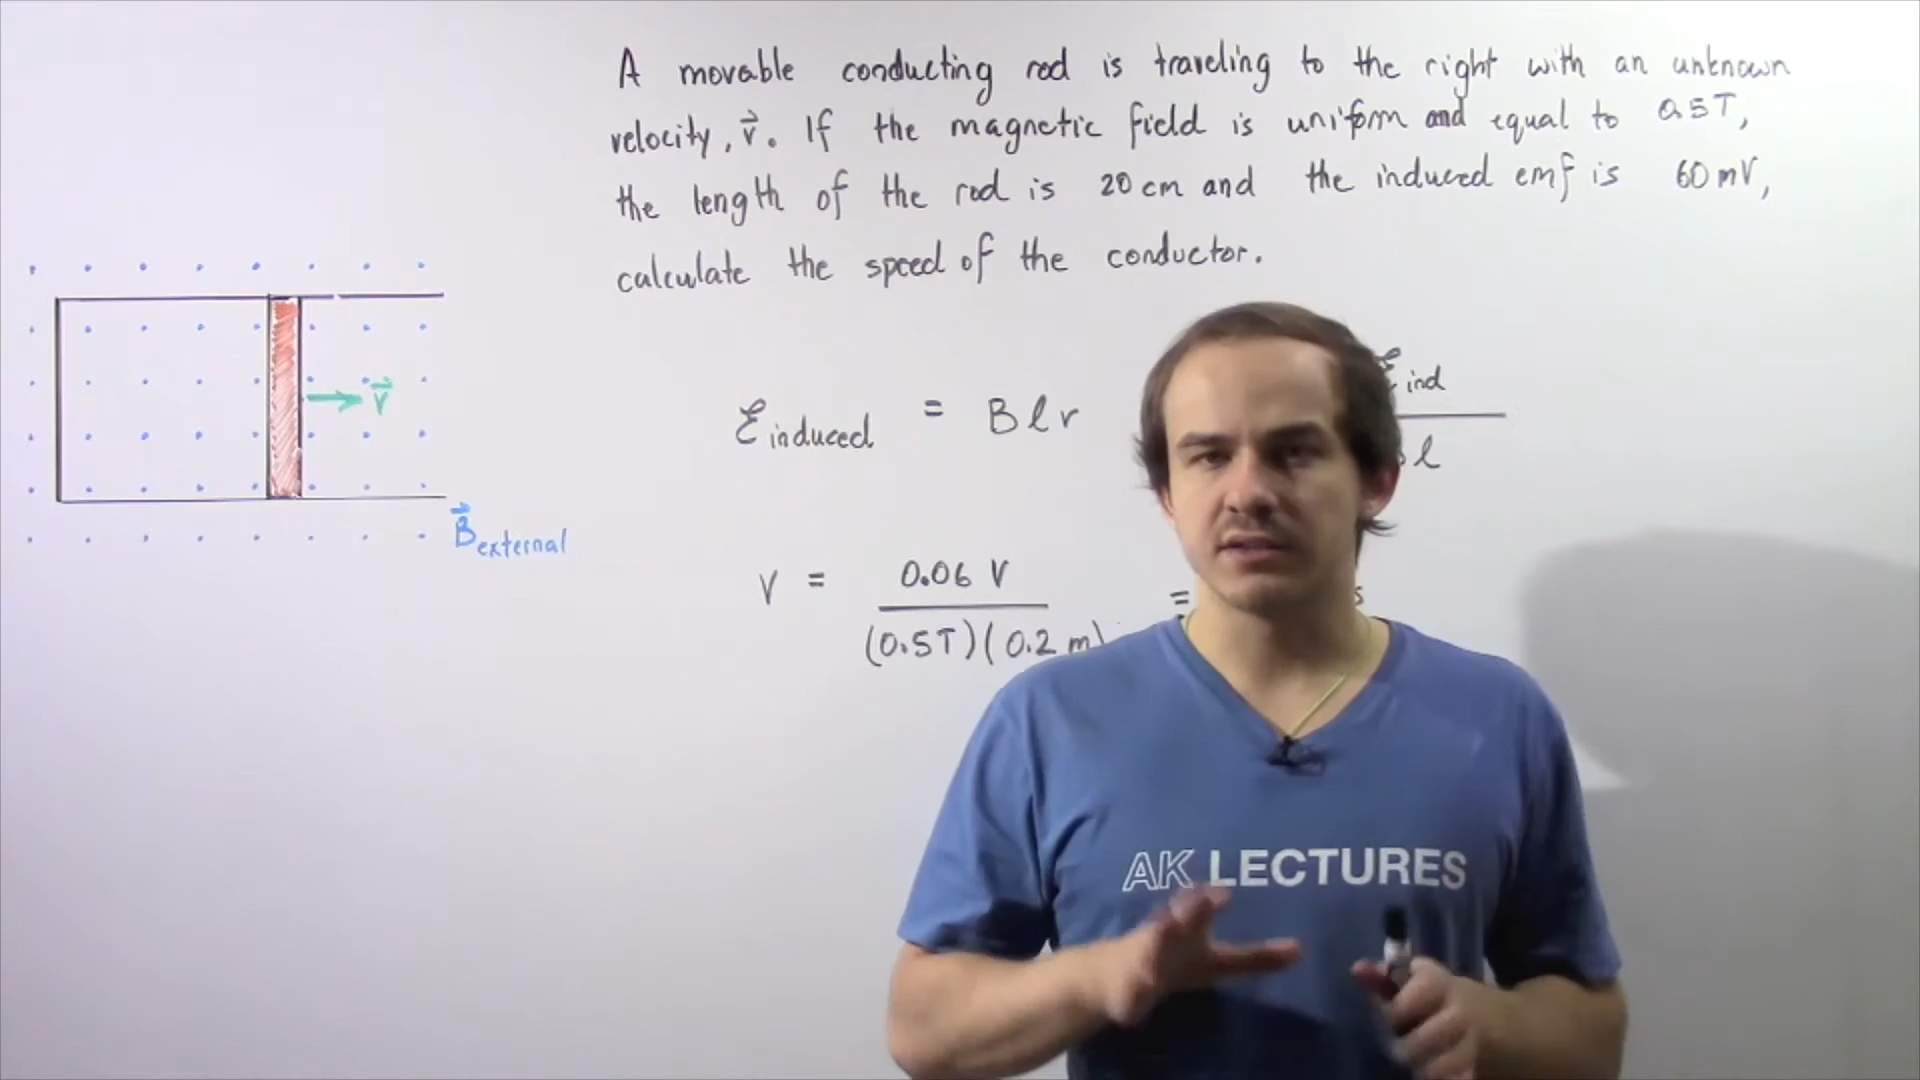 A movable conducting rod is traveling to the right with an unknown
velocity, v⃗. If the magnetic field is uniform and equal to 0.5T,
the length of the rod is 20 cm and the induced emf is 60 mV,
calculate the speed of the conductor.
v⃗
B⃗ external
ℰ induced = B ℓ v
ℰ ind
ℓ
V = 0.06 V
(0.5T)(0.2 m)
=
AK LECTURES